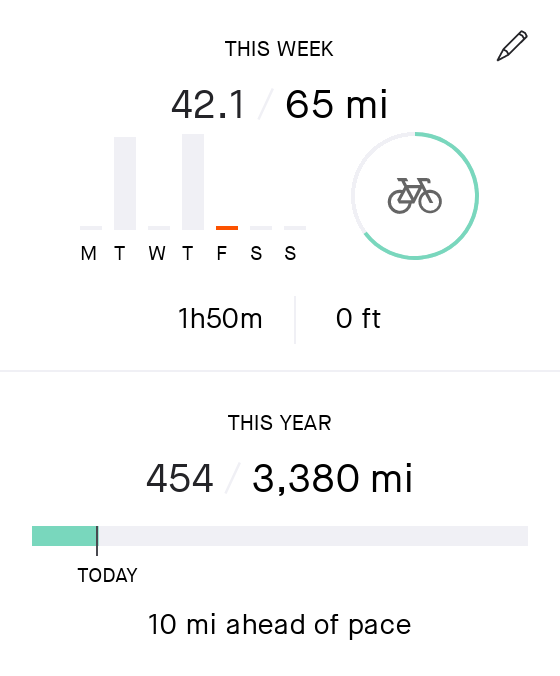 THIS WEEK
42.1 / 65 mi
M T W T F S S
1h50m 0 ft
THIS YEAR
454 / 3,380 mi
TODAY
10 mi ahead of pace